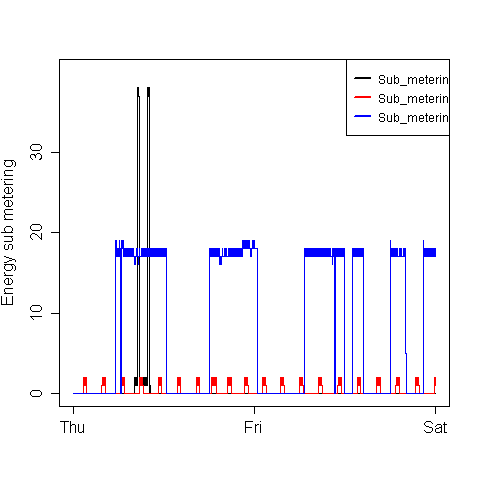 Sub_meterin
Sub_meterin
Sub_meterin
Energy sub metering
30
20
10
0
Thu
Fri
Sat